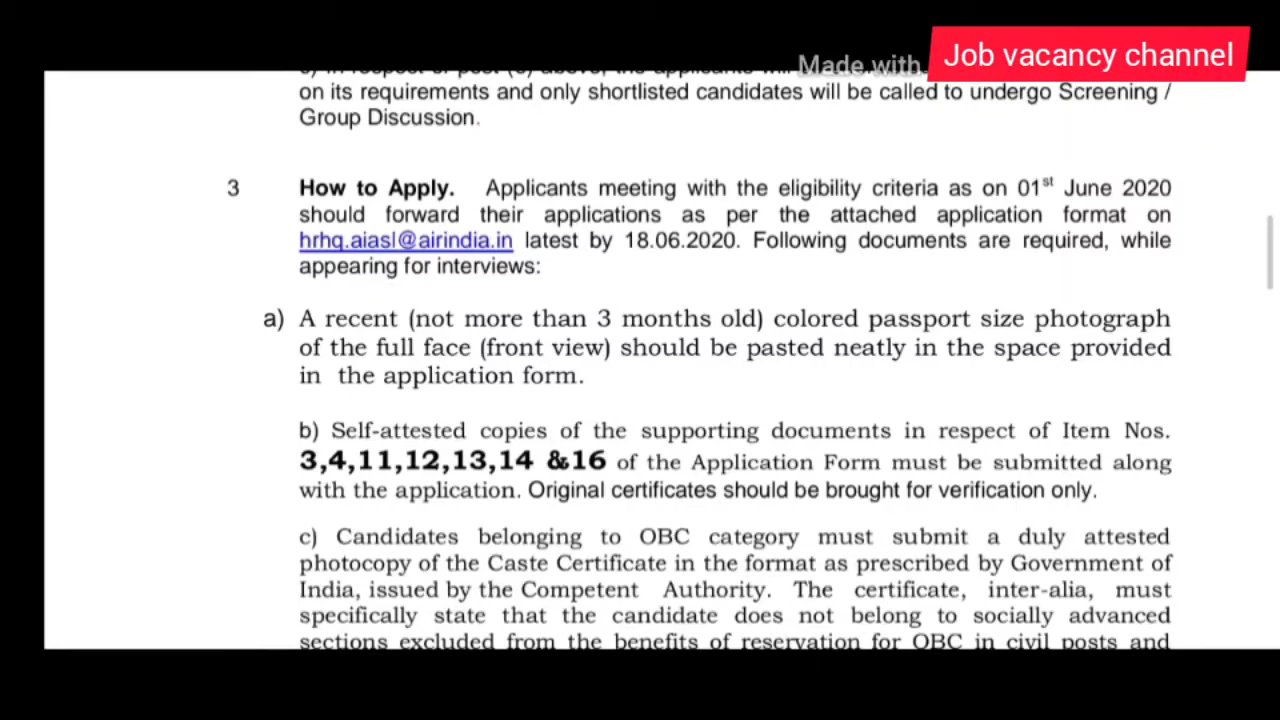 Made with
Job vacancy channel
on its requirements and only shortlisted candidates will be called to undergo Screening /
Group Discussion.
3 How to Apply. Applicants meeting with the eligibility criteria as on 01st June 2020
should forward their applications as per the attached application format on
hrhq.aiasl@airindia.in latest by 18.06.2020. Following documents are required, while
appearing for interviews:
a) A recent (not more than 3 months old) colored passport size photograph
of the full face (front view) should be pasted neatly in the space provided
in the application form.
b) Self-attested copies of the supporting documents in respect of Item Nos.
3,4,11,12,13,14 &16 of the Application Form must be submitted along
with the application. Original certificates should be brought for verification only.
c) Candidates belonging to OBC category must submit a duly attested
photocopy of the Caste Certificate in the format as prescribed by Government of
India, issued by the Competent Authority. The certificate, inter-alia, must
specifically state that the candidate does not belong to socially advanced
sections excluded from the benefits of reservation for OBC in civil posts and